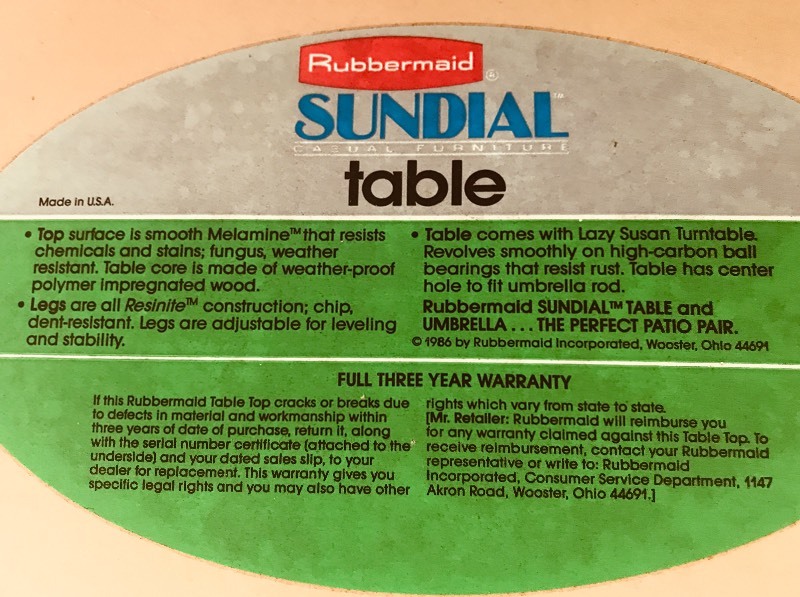 Rubbermaid ®
SUNDIAL™
CASUAL FURNITURE
table
Made in U.S.A.
• Top surface is smooth Melamine™ that resists
chemicals and stains; fungus, weather
resistant. Table core is made of weather-proof
polymer impregnated wood.
• Legs are all Resinite™ construction; chip,
dent-resistant. Legs are adjustable for leveling
and stability.
• Table comes with Lazy Susan Turntable.
Revolves smoothly on high-carbon ball
bearings that resist rust. Table has center
hole to fit umbrella rod.
Rubbermaid SUNDIAL™ TABLE and
UMBRELLA . . . THE PERFECT PATIO PAIR.
© 1986 by Rubbermaid Incorporated, Wooster, Ohio 44691
FULL THREE YEAR WARRANTY
If this Rubbermaid Table Top cracks or breaks due
to defects in material and workmanship within
three years of date of purchase, return it, along
with the serial number certificate (attached to the
underside) and your dated sales slip, to your
dealer for replacement. This warranty gives you
specific legal rights and you may also have other
rights which vary from state to state.
[Mr. Retailer: Rubbermaid will reimburse you
for any warranty claimed against this Table Top. To
receive reimbursement, contact your Rubbermaid
representative or write to: Rubbermaid
Incorporated, Consumer Service Department, 1147
Akron Road, Wooster, Ohio 44691.]